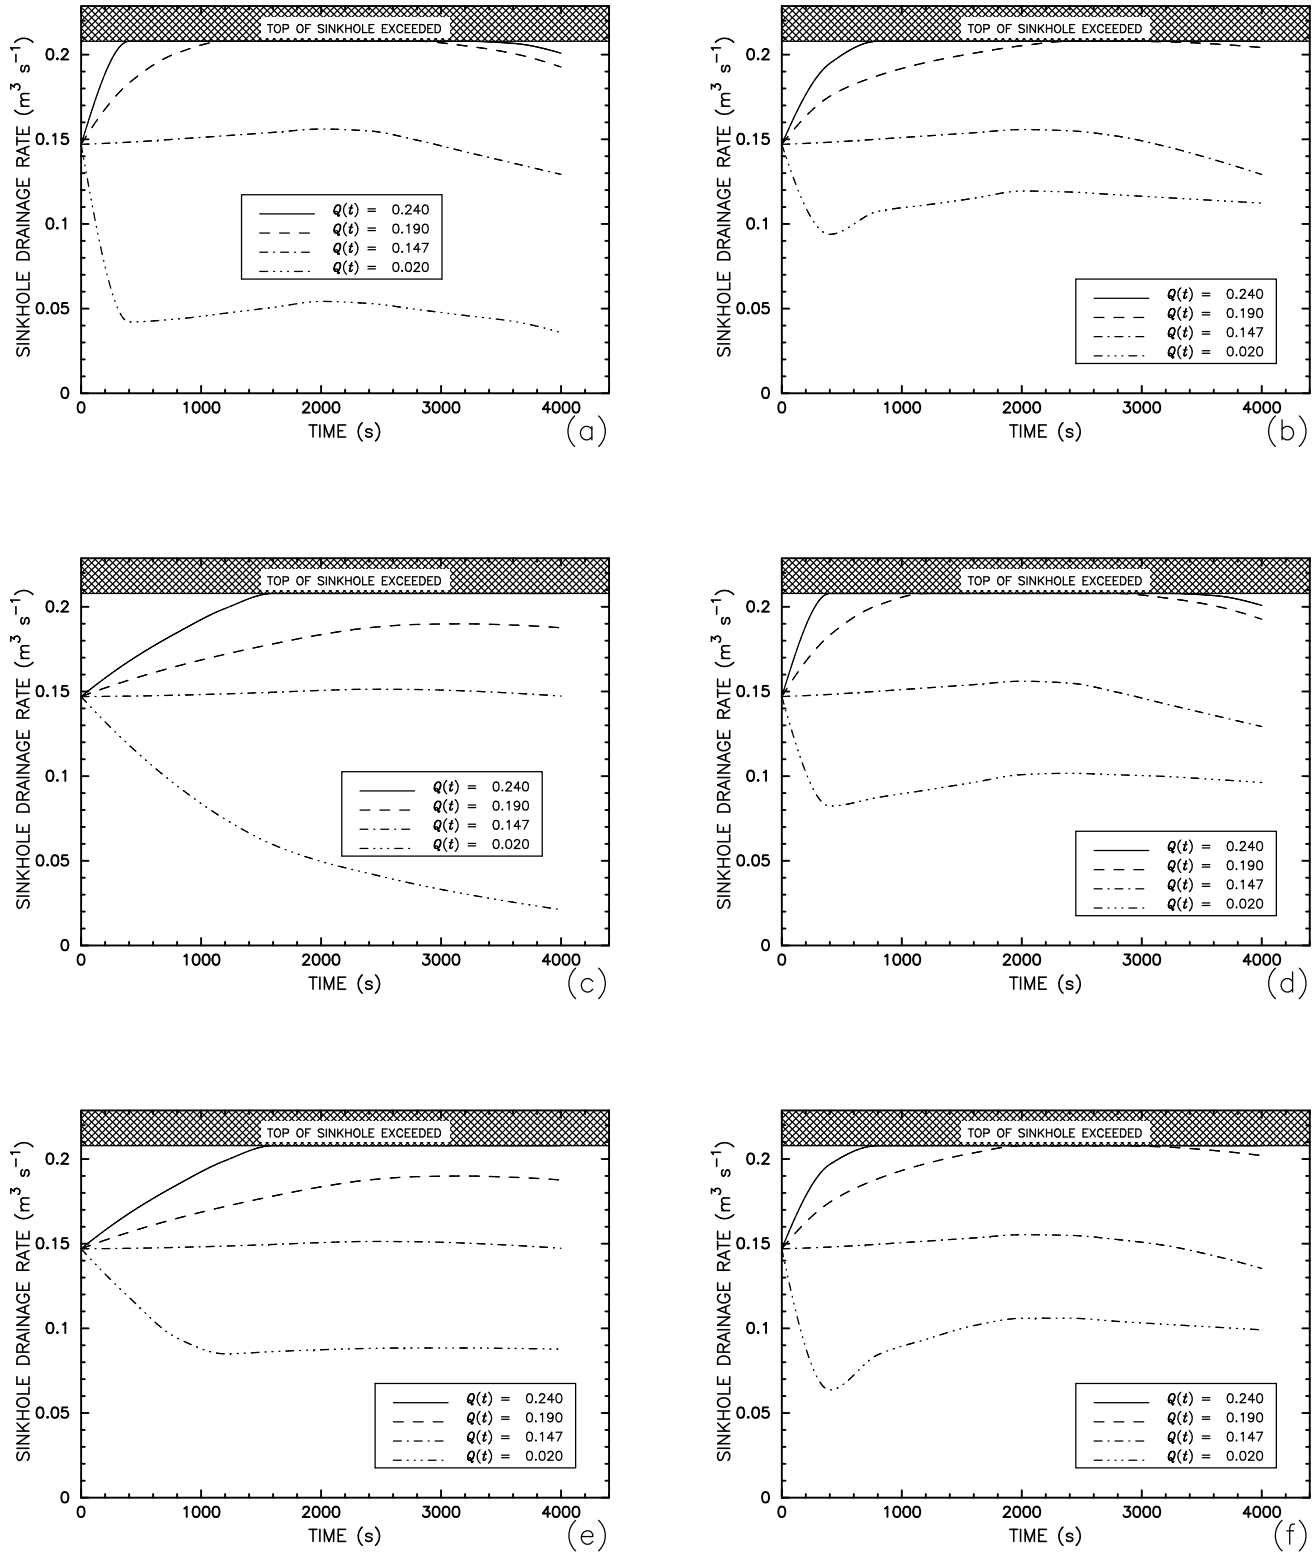 TOP OF SINKHOLE EXCEEDED
SINKHOLE DRAINAGE RATE (m³ s⁻¹)
0.2
0.15
0.1
0.05
0
Q(t) = 0.240
Q(t) = 0.190
Q(t) = 0.147
Q(t) = 0.020
0 1000 2000 3000 4000
TIME (s)
(a)
TOP OF SINKHOLE EXCEEDED
SINKHOLE DRAINAGE RATE (m³ s⁻¹)
0.2
0.15
0.1
0.05
0
Q(t) = 0.240
Q(t) = 0.190
Q(t) = 0.147
Q(t) = 0.020
0 1000 2000 3000 4000
TIME (s)
(b)
TOP OF SINKHOLE EXCEEDED
SINKHOLE DRAINAGE RATE (m³ s⁻¹)
0.2
0.15
0.1
0.05
0
Q(t) = 0.240
Q(t) = 0.190
Q(t) = 0.147
Q(t) = 0.020
0 1000 2000 3000 4000
TIME (s)
(c)
TOP OF SINKHOLE EXCEEDED
SINKHOLE DRAINAGE RATE (m³ s⁻¹)
0.2
0.15
0.1
0.05
0
Q(t) = 0.240
Q(t) = 0.190
Q(t) = 0.147
Q(t) = 0.020
0 1000 2000 3000 4000
TIME (s)
(d)
TOP OF SINKHOLE EXCEEDED
SINKHOLE DRAINAGE RATE (m³ s⁻¹)
0.2
0.15
0.1
0.05
0
Q(t) = 0.240
Q(t) = 0.190
Q(t) = 0.147
Q(t) = 0.020
0 1000 2000 3000 4000
TIME (s)
(e)
TOP OF SINKHOLE EXCEEDED
SINKHOLE DRAINAGE RATE (m³ s⁻¹)
0.2
0.15
0.1
0.05
0
Q(t) = 0.240
Q(t) = 0.190
Q(t) = 0.147
Q(t) = 0.020
0 1000 2000 3000 4000
TIME (s)
(f)